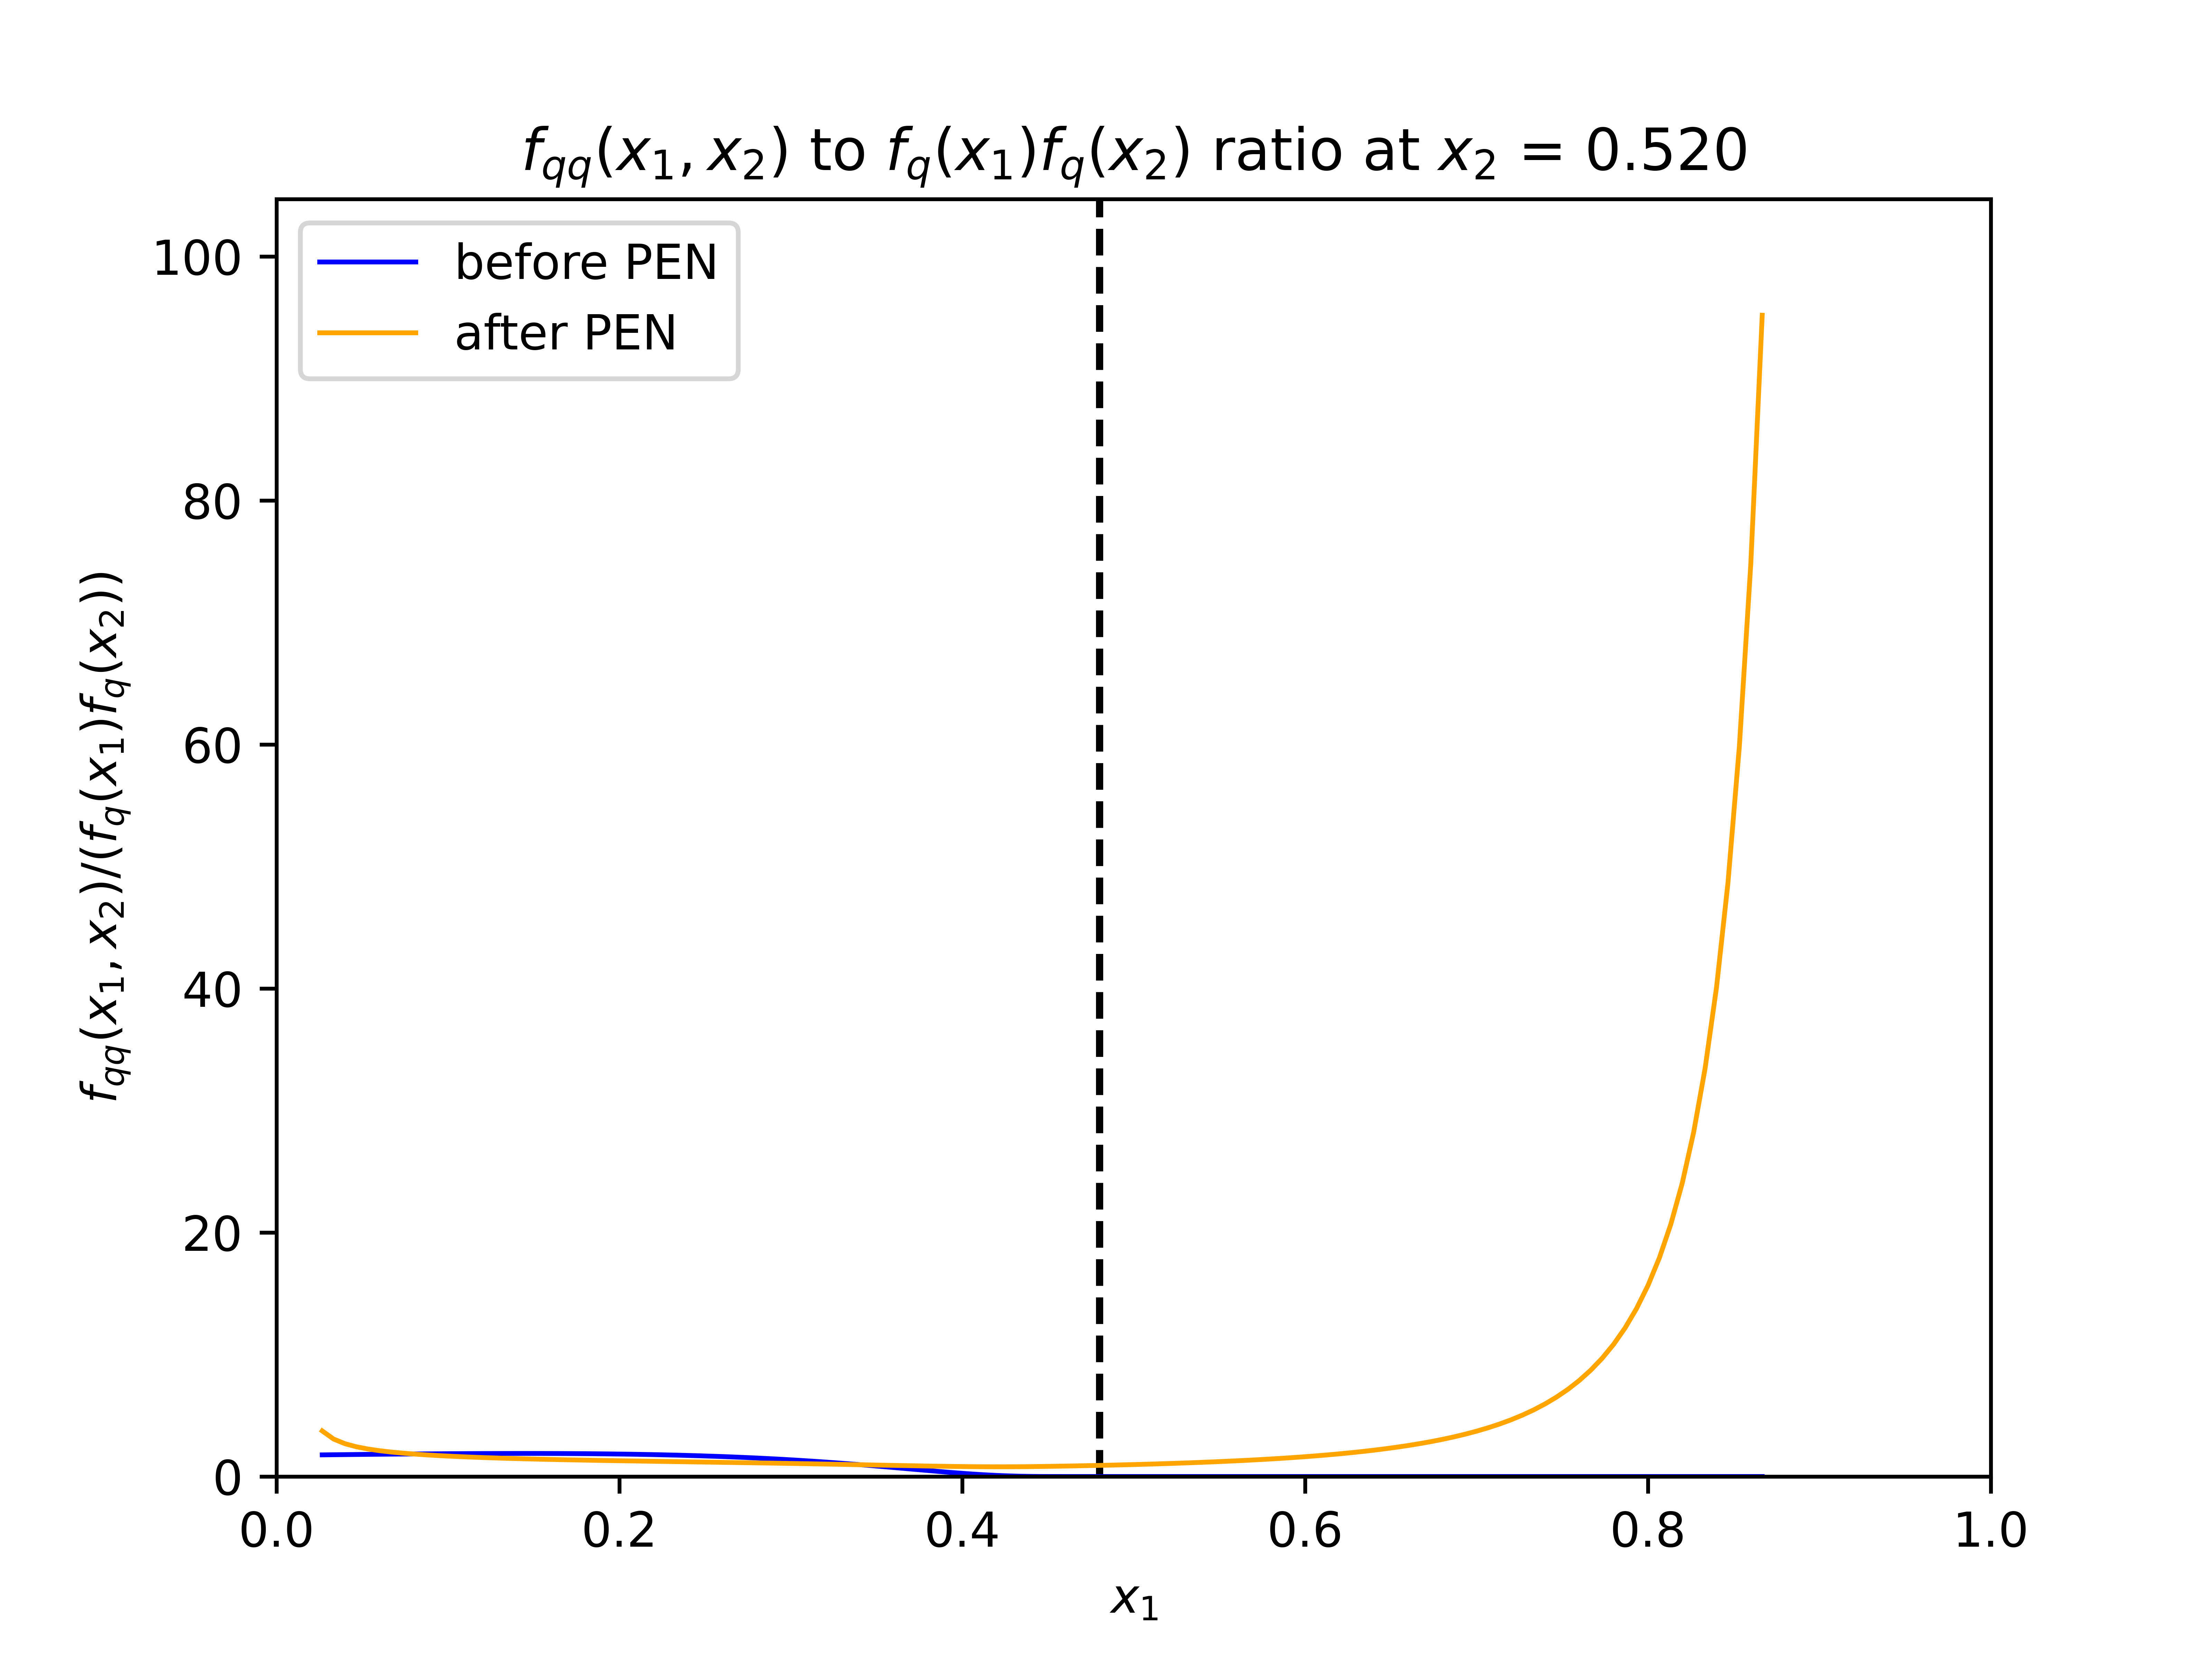 f_qq(x_1, x_2) to f_q(x_1)f_q(x_2) ratio at x_2 = 0.520
before PEN
after PEN
100
80
60
40
20
0
f_qq(x_1, x_2)/(f_q(x_1)f_q(x_2))
0.0 0.2 0.4 0.6 0.8 1.0
x_1